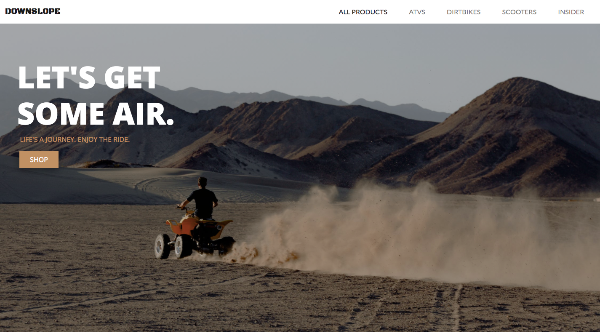 DOWNSLOPE
ALL PRODUCTS
ATVS
DIRTBIKES
SCOOTERS
INSIDER
LET'S GET
SOME AIR.
LIFE'S A JOURNEY. ENJOY THE RIDE.
SHOP